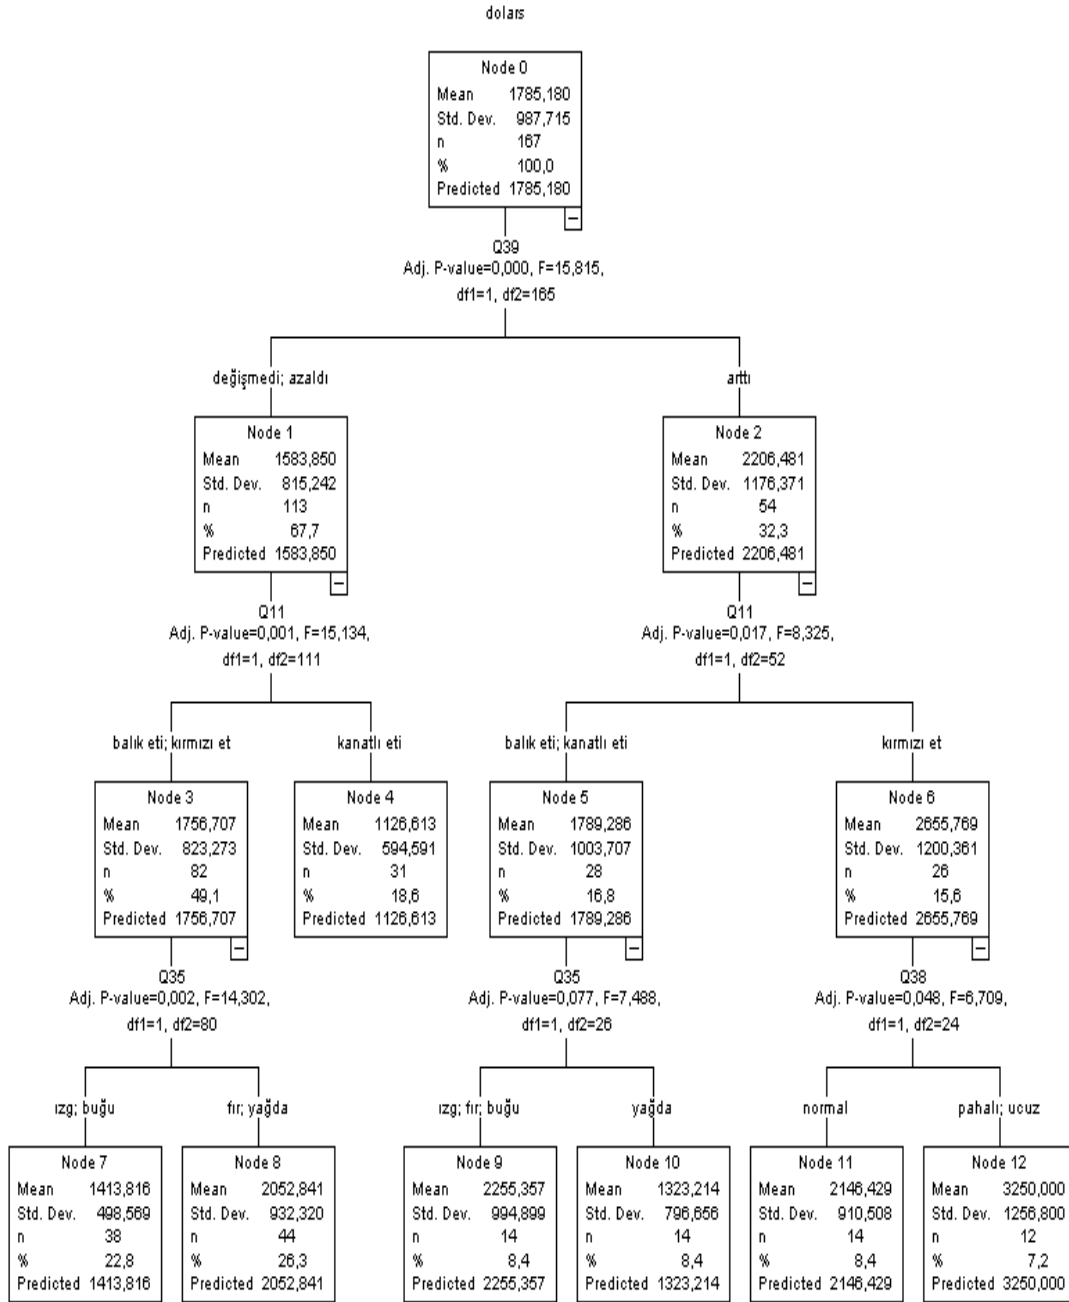 dolars
Node 0
Mean 1785,180
Std. Dev. 987,715
n 167
% 100,0
Predicted 1785,180
Q39
Adj. P-value=0,000, F=15,815,
df1=1, df2=165
değişmedi; azaldı
arttı
Node 1
Mean 1583,850
Std. Dev. 815,242
n 113
% 67,7
Predicted 1583,850
Node 2
Mean 2206,481
Std. Dev. 1176,371
n 54
% 32,3
Predicted 2206,481
Q11
Adj. P-value=0,001, F=15,134,
df1=1, df2=111
Q11
Adj. P-value=0,017, F=8,325,
df1=1, df2=52
balık eti; kırmızı et
kanatlı eti
balık eti; kanatlı eti
kırmızı et
Node 3
Mean 1756,707
Std. Dev. 823,273
n 82
% 49,1
Predicted 1756,707
Node 4
Mean 1126,613
Std. Dev. 594,591
n 31
% 18,6
Predicted 1126,613
Node 5
Mean 1789,286
Std. Dev. 1003,707
n 28
% 16,8
Predicted 1789,286
Node 6
Mean 2655,769
Std. Dev. 1200,361
n 26
% 15,6
Predicted 2655,769
Q35
Adj. P-value=0,002, F=14,302,
df1=1, df2=80
Q35
Adj. P-value=0,077, F=7,488,
df1=1, df2=26
Q38
Adj. P-value=0,048, F=6,709,
df1=1, df2=24
ızg; buğu
fır; yağda
ızg; fır; buğu
yağda
normal
pahalı; ucuz
Node 7
Mean 1413,816
Std. Dev. 498,569
n 38
% 22,8
Predicted 1413,816
Node 8
Mean 2052,841
Std. Dev. 932,320
n 44
% 26,3
Predicted 2052,841
Node 9
Mean 2255,357
Std. Dev. 994,899
n 14
% 8,4
Predicted 2255,357
Node 10
Mean 1323,214
Std. Dev. 796,656
n 14
% 8,4
Predicted 1323,214
Node 11
Mean 2146,429
Std. Dev. 910,508
n 14
% 8,4
Predicted 2146,429
Node 12
Mean 3250,000
Std. Dev. 1256,800
n 12
% 7,2
Predicted 3250,000